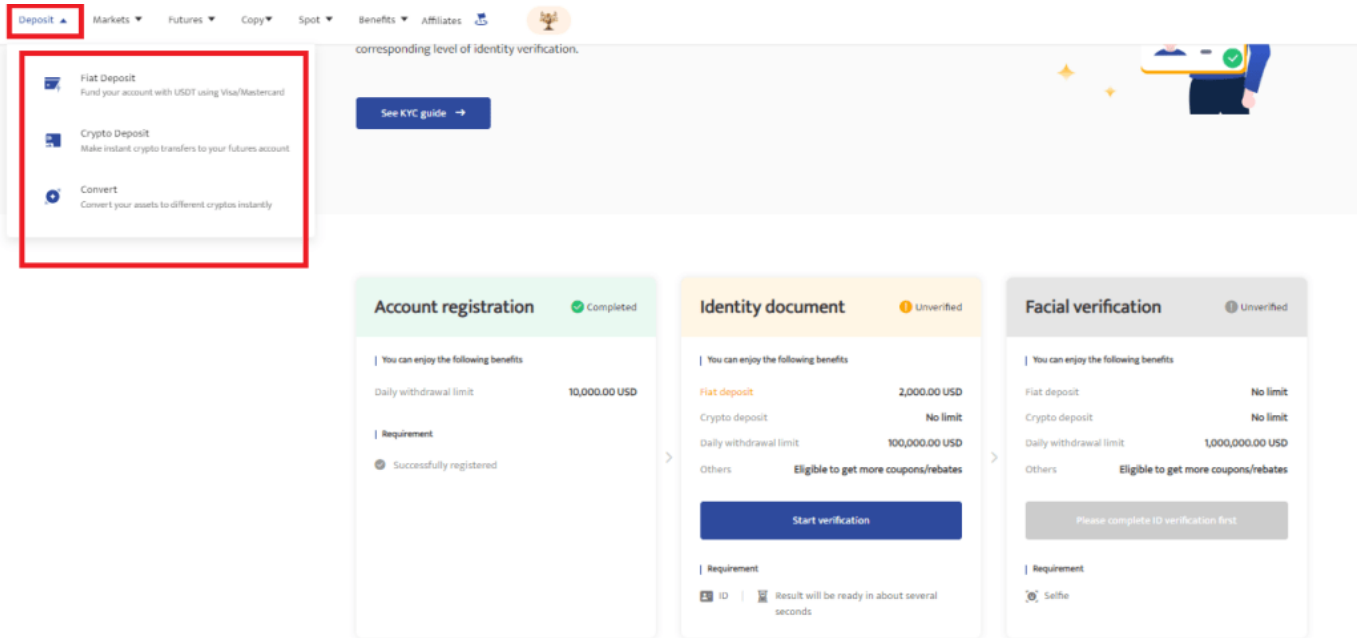 Deposit ▲ Markets ▼ Futures ▼ Copy▼ Spot ▼ Benefits ▼ Affiliates
corresponding level of identity verification.
See KYC guide →
Fiat Deposit
Fund your account with USDT using Visa/Mastercard
Crypto Deposit
Make instant crypto transfers to your futures account
Convert
Convert your assets to different cryptos instantly
Account registration Completed
You can enjoy the following benefits
Daily withdrawal limit 10,000.00 USD
Requirement
Successfully registered
Identity document Unverified
You can enjoy the following benefits
Fiat deposit 2,000.00 USD
Crypto deposit No limit
Daily withdrawal limit 100,000.00 USD
Others Eligible to get more coupons/rebates
Start verification
Requirement
ID | Result will be ready in about several
seconds
Facial verification Unverified
You can enjoy the following benefits
Fiat deposit No limit
Crypto deposit No limit
Daily withdrawal limit 1,000,000.00 USD
Others Eligible to get more coupons/rebates
Please complete ID verification first
Requirement
Selfie